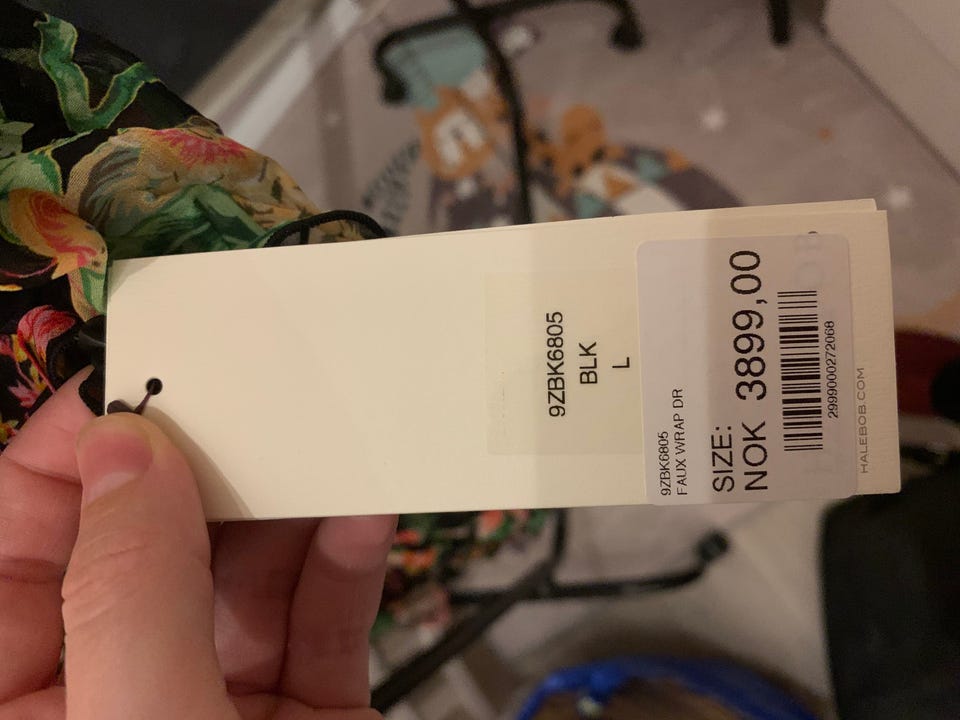 9ZBK6805
BLK
L
9ZBK6805
FAUX WRAP DR
SIZE:
NOK 3899,00
2999000272068
HALEBOB.COM